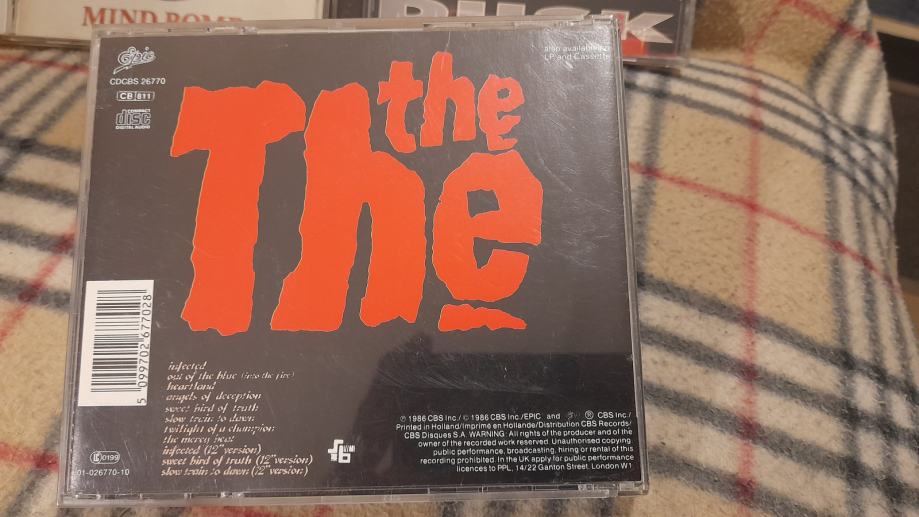 MIND BOMB
DUSK
Epic
CDCBS 26770
CB 811
COMPACT
disc
DIGITAL AUDIO
also available on
LP and Cassette
the
The
5 099702 677028
infected
out of the blue (into the fire)
heartland
angels of deception
sweet bird of truth
slow train to dawn
twilight of a champion
the mercy beat
infected (12" version)
sweet bird of truth (12" version)
slow train to dawn (12" version)
0199
01-026770-10
℗ 1986 CBS Inc./ © 1986 CBS Inc./EPIC and ® CBS Inc./
Printed in Holland/Imprimé en Hollande/Distribution CBS Records/
CBS Disques S.A. WARNING: All rights of the producer and of the
owner of the recorded work reserved. Unauthorised copying,
public performance, broadcasting, hiring or rental of this
recording prohibited. In the UK apply for public performance
licences to PPL, 14/22 Ganton Street, London W1